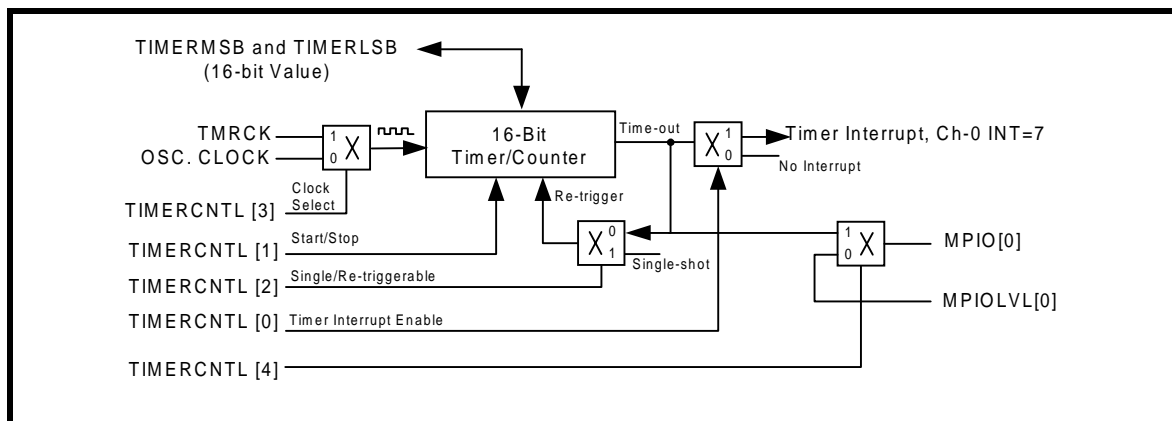 TIMERMSB and TIMERLSB
(16-bit Value)
TMRCK
OSC. CLOCK
1
0
X
Clock
Select
TIMERCNTL [3]
16-Bit
Timer/Counter
Time-out
X
1
0
Timer Interrupt, Ch-0 INT=7
No Interrupt
Re-trigger
TIMERCNTL [1]
Start/Stop
X
0
1
Single-shot
TIMERCNTL [2]
Single/Re-triggerable
TIMERCNTL [0]
Timer Interrupt Enable
TIMERCNTL [4]
1
0
X
MPIO[0]
MPIOLVL[0]